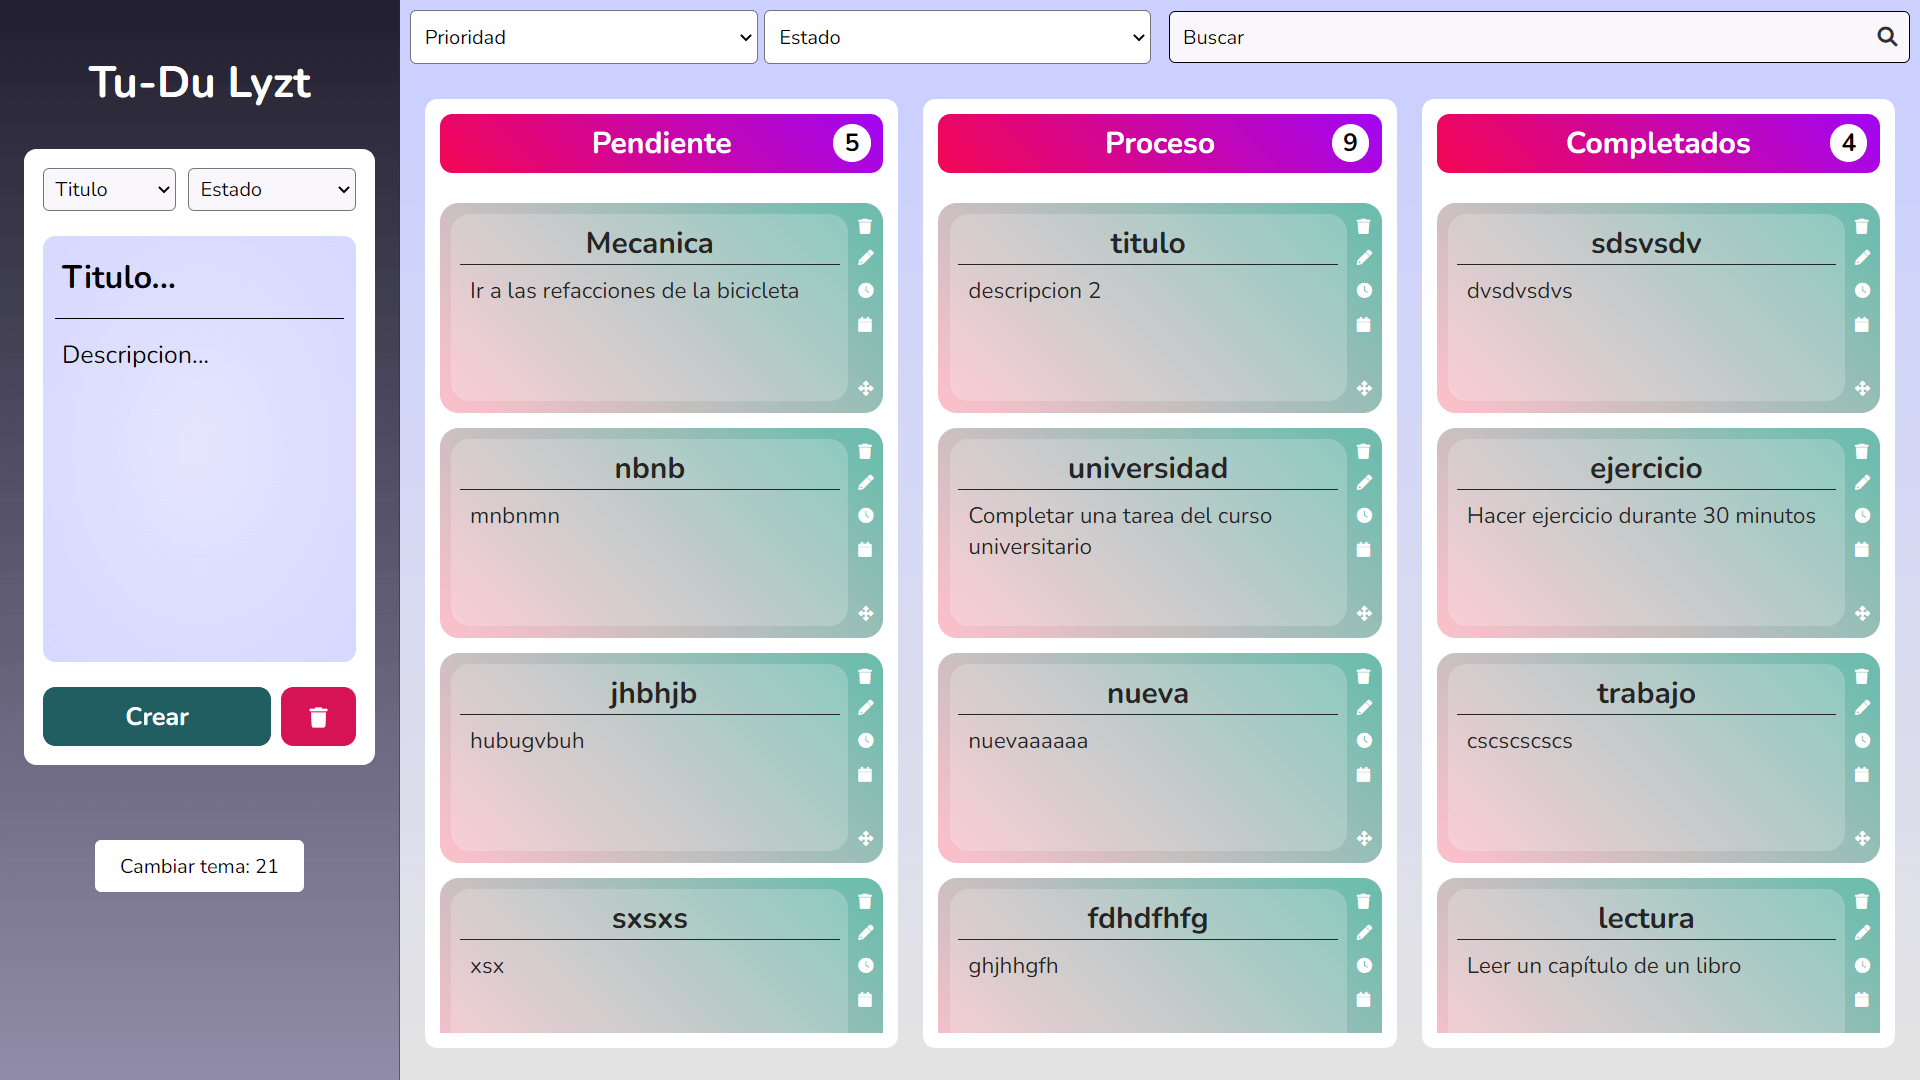 Tu-Du Lyzt
Titulo
Estado
Titulo...
Descripcion...
Crear
Cambiar tema: 21
Prioridad
Estado
Buscar
Pendiente
5
Mecanica
Ir a las refacciones de la bicicleta
nbnb
mnbnmn
jhbhjb
hubugvbuh
sxsxs
xsx
Proceso
9
titulo
descripcion 2
universidad
Completar una tarea del curso
universitario
nueva
nuevaaaaaa
fdhdfhfg
ghjhhgfh
Completados
4
sdsvsdv
dvsdvsdvs
ejercicio
Hacer ejercicio durante 30 minutos
trabajo
cscscscscs
lectura
Leer un capítulo de un libro